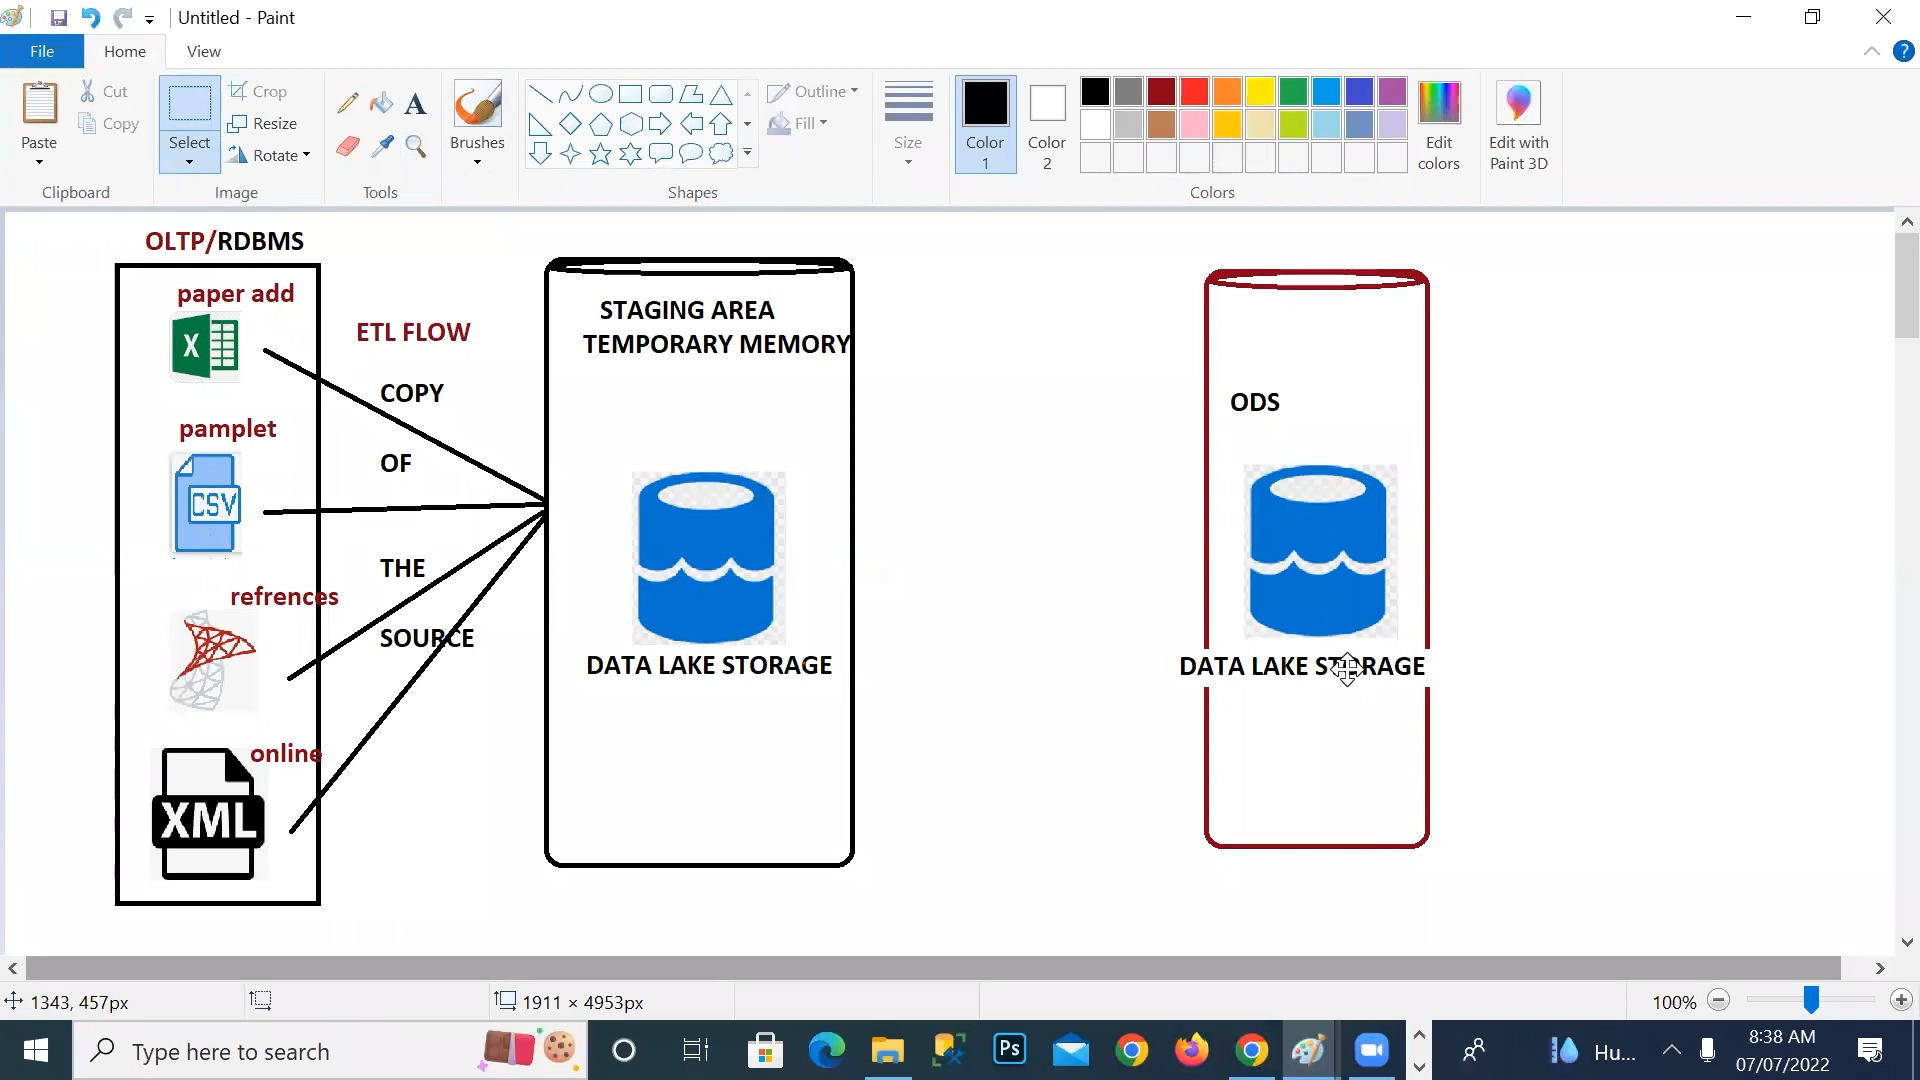 Untitled - Paint
File
Home
View
Paste
Cut
Copy
Clipboard
Select
Crop
Resize
Rotate
Image
A
Tools
Brushes
Shapes
Outline
Fill
Size
Color
1
Color
2
Colors
Edit
colors
Edit with
Paint 3D
?
OLTP/RDBMS
paper add
X
pamplet
CSV
refrences
online
XML
ETL FLOW
COPY
OF
THE
SOURCE
STAGING AREA
TEMPORARY MEMORY
DATA LAKE STORAGE
ODS
DATA LAKE STORAGE
1343, 457px
1911 × 4953px
100%
Type here to search
Ps
Hu...
8:38 AM
07/07/2022